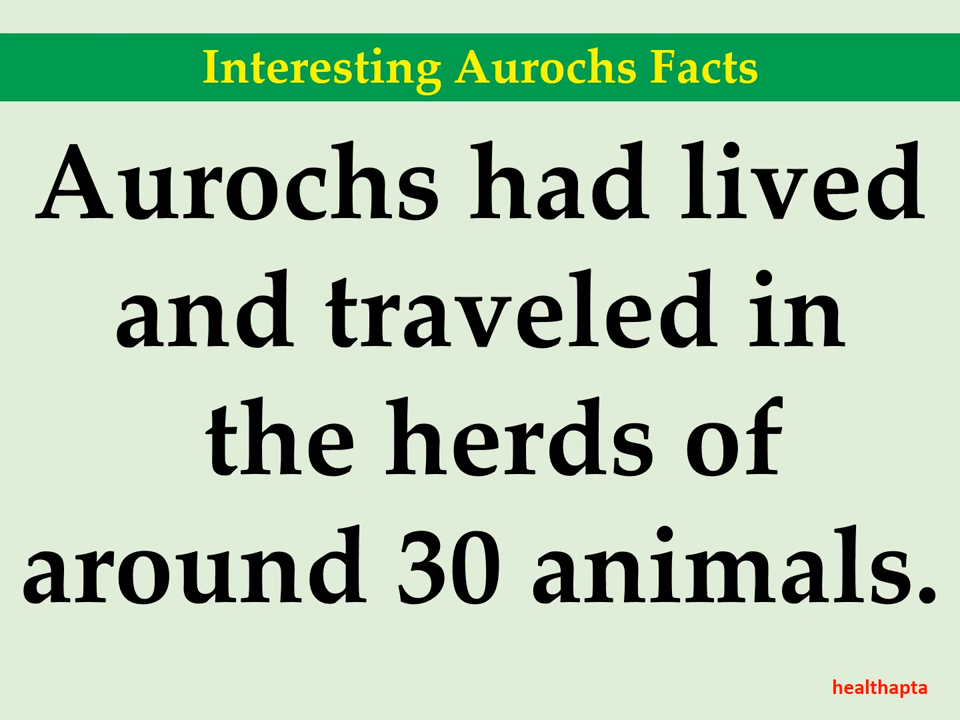 Interesting Aurochs Facts
Aurochs had lived
and traveled in
the herds of
around 30 animals.
healthapta